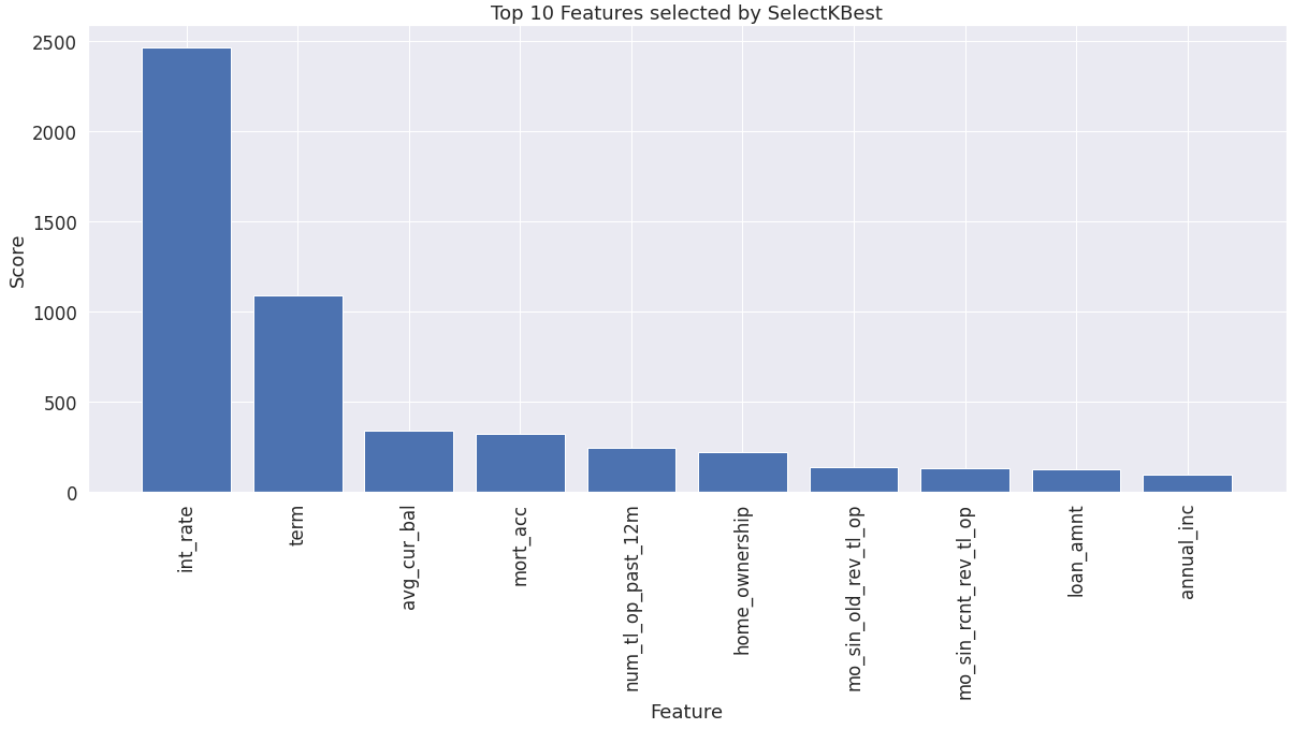 Top 10 Features selected by SelectKBest
Score
2500
2000
1500
1000
500
0
int_rate
term
avg_cur_bal
mort_acc
num_tl_op_past_12m
home_ownership
mo_sin_old_rev_tl_op
mo_sin_rcnt_rev_tl_op
loan_amnt
annual_inc
Feature